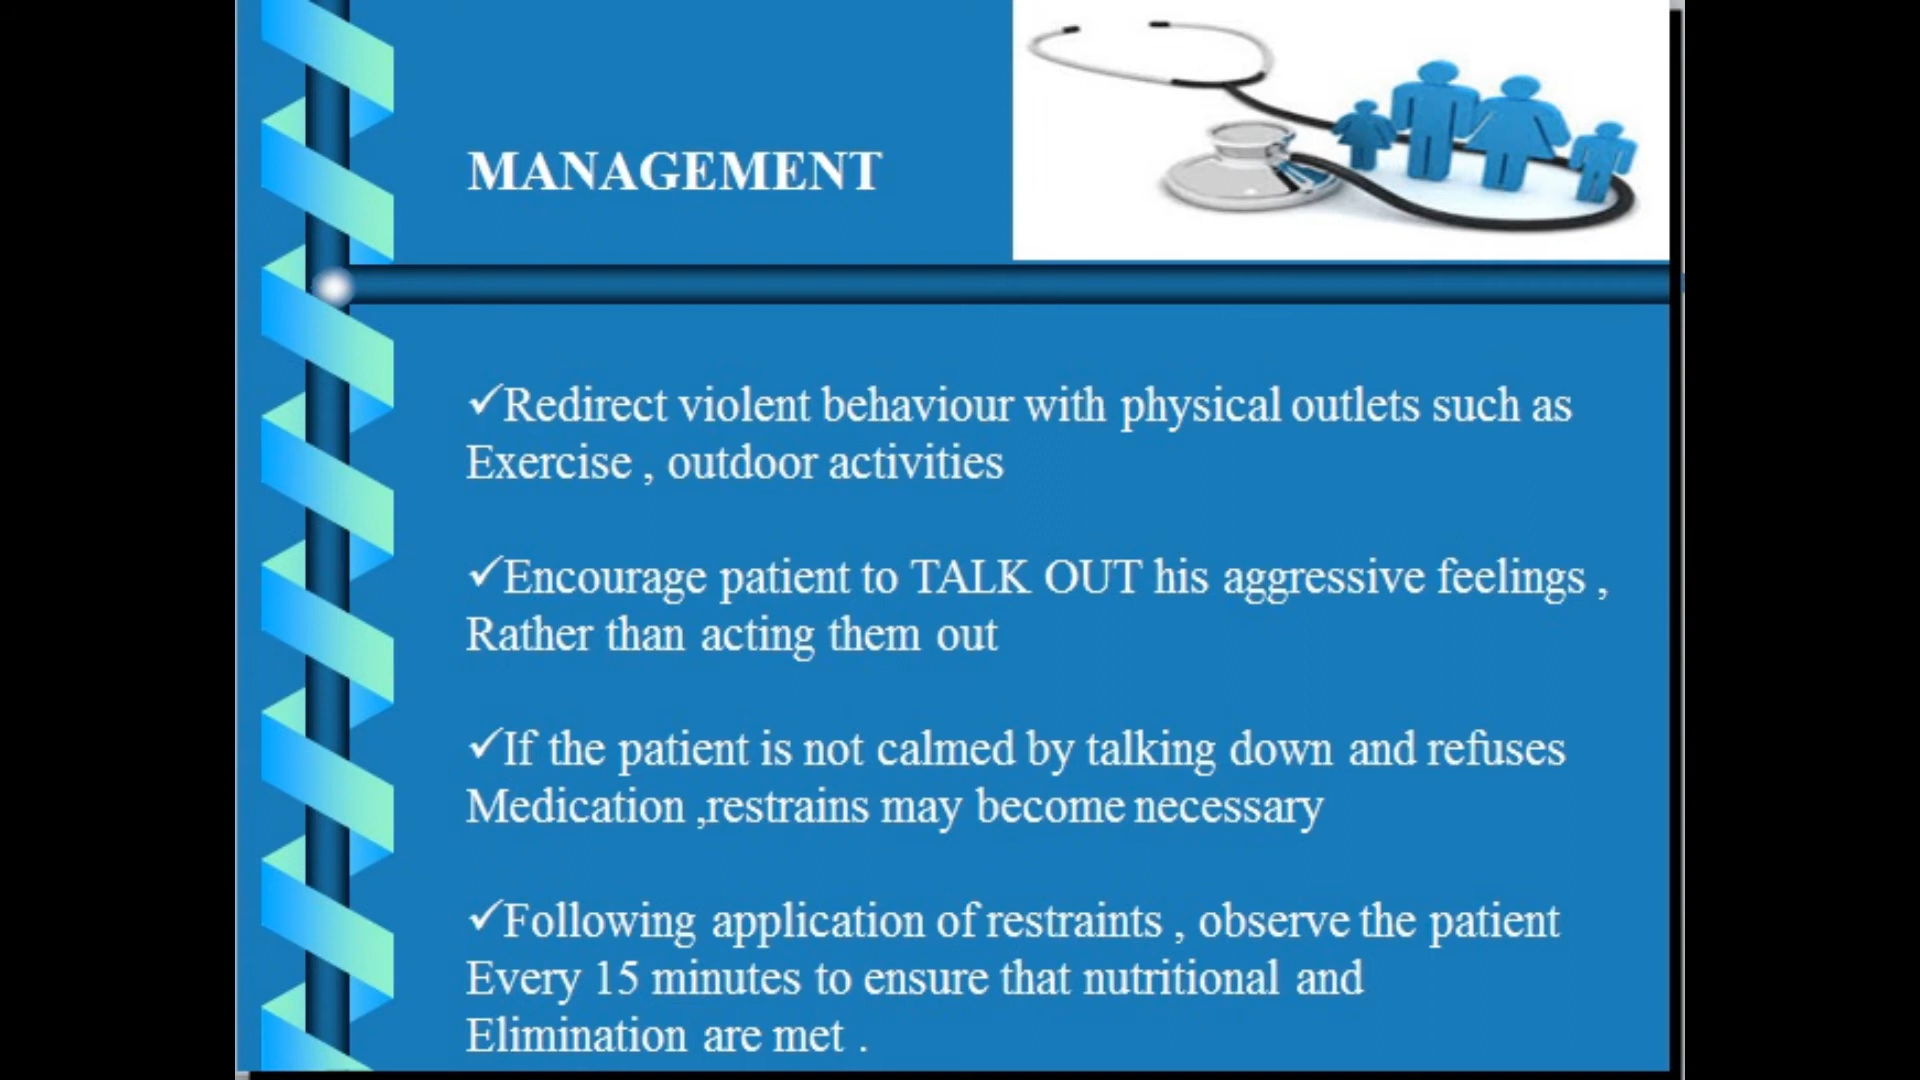 MANAGEMENT
✓Redirect violent behaviour with physical outlets such as
Exercise , outdoor activities
✓Encourage patient to TALK OUT his aggressive feelings ,
Rather than acting them out
✓If the patient is not calmed by talking down and refuses
Medication ,restrains may become necessary
✓Following application of restraints , observe the patient
Every 15 minutes to ensure that nutritional and
Elimination are met .